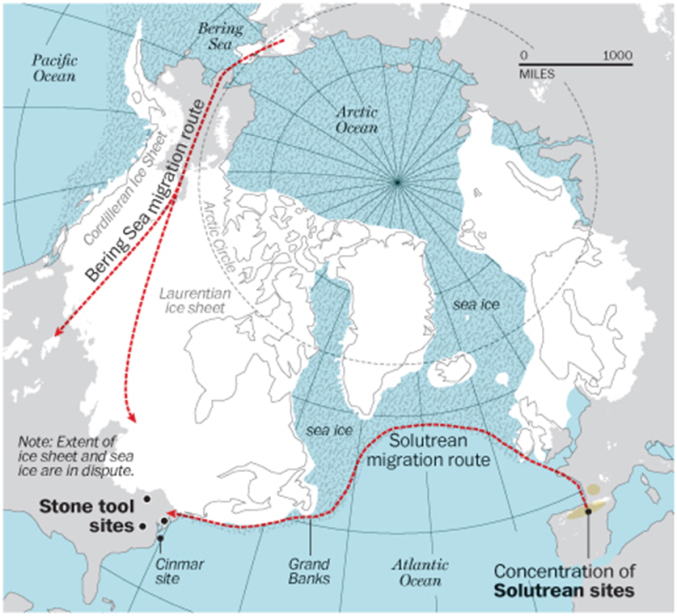 Bering
Sea
Pacific
Ocean
0 1000
MILES
Arctic
Ocean
Bering Sea migration route
Cordilleran Ice Sheet
Arctic Circle
Laurentian
ice sheet
sea ice
sea ice
Solutrean
migration route
Note: Extent of
ice sheet and sea
ice are in dispute.
Stone tool
sites
Cinmar
site
Grand
Banks
Atlantic
Ocean
Concentration of
Solutrean sites